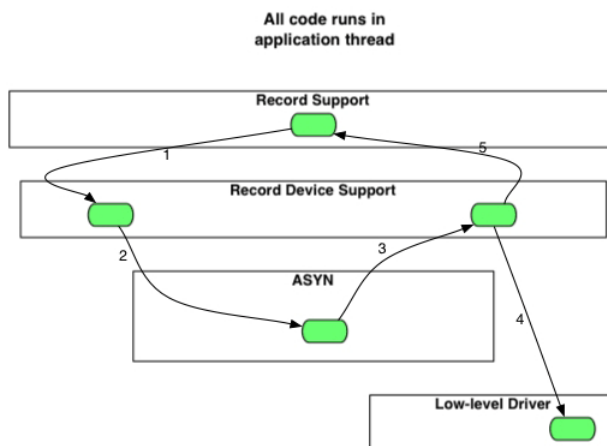 All code runs in
application thread
Record Support
1
5
Record Device Support
2
3
ASYN
4
Low-level Driver